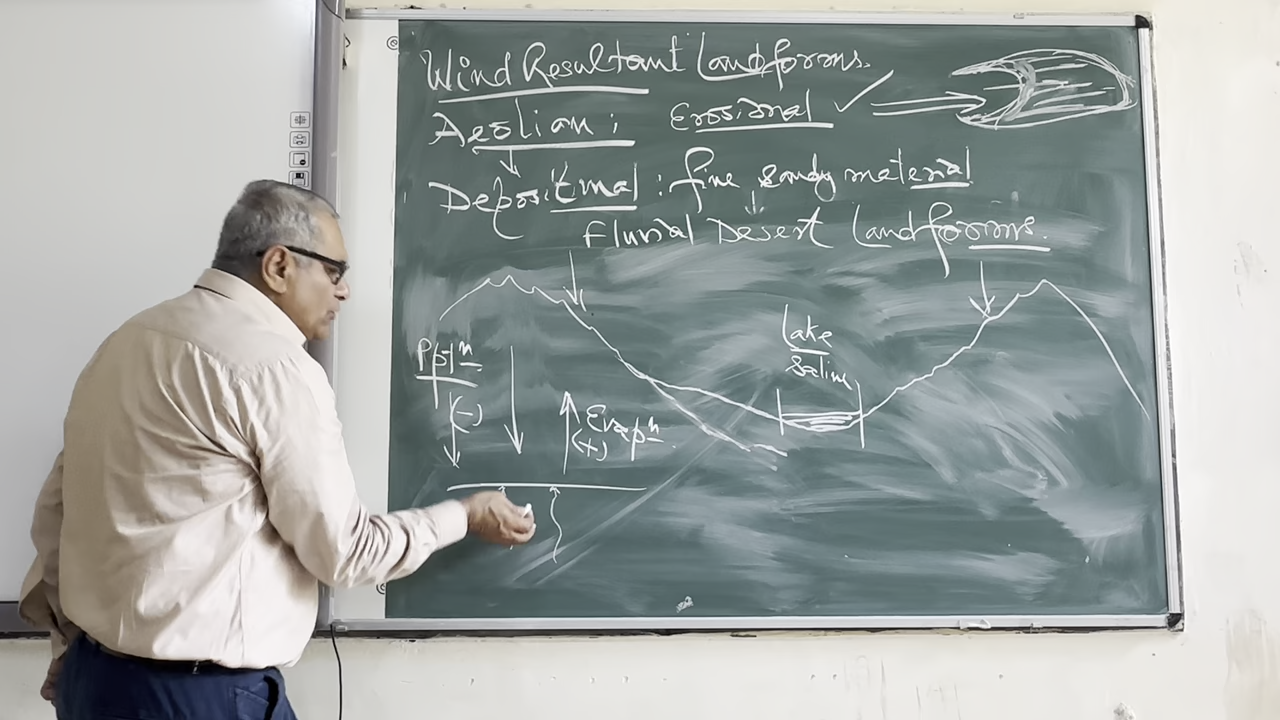 Wind Resultant Landforms.
Aeolian : Erosional ✓
Depositional : fine sandy material
Fluvial Desert Landforms.
Lake
Saline
Pptn
(-)
Evapn.
(+)